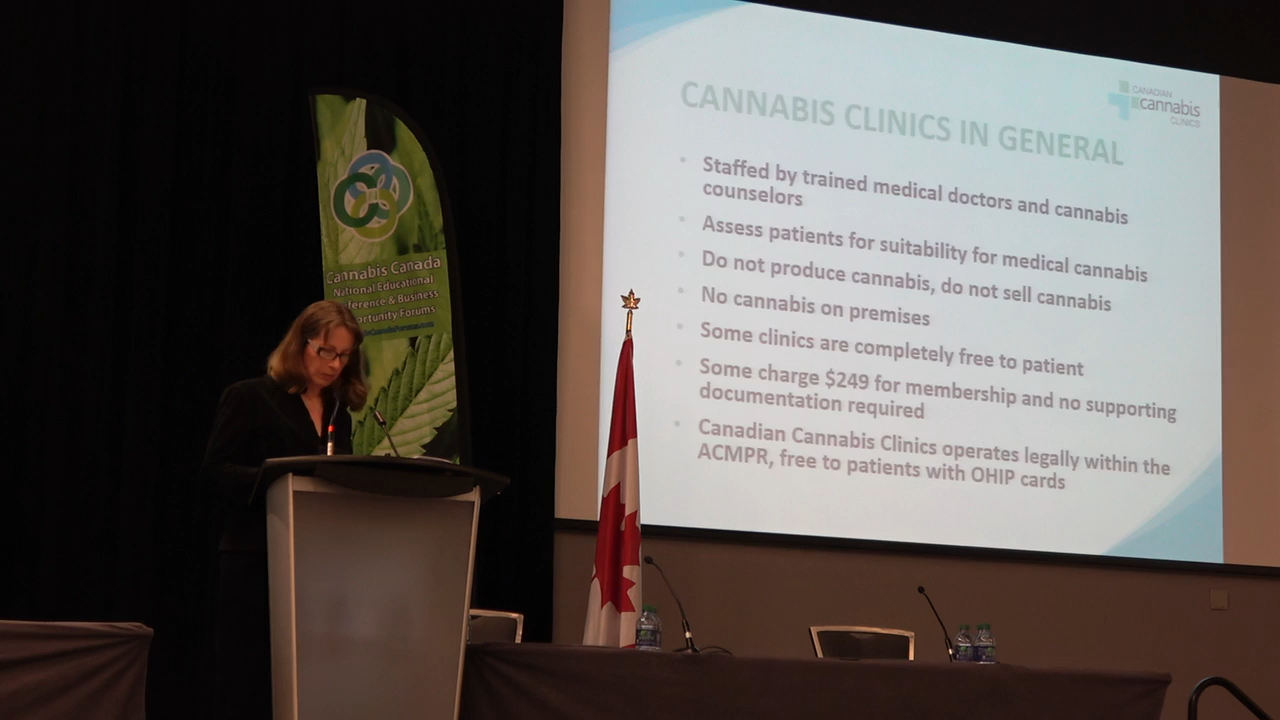 CANNABIS CLINICS IN GENERAL
CANADIAN
cannabis
CLINICS
Staffed by trained medical doctors and cannabis
counselors
Assess patients for suitability for medical cannabis
Do not produce cannabis, do not sell cannabis
No cannabis on premises
Some clinics are completely free to patient
Some charge $249 for membership and no supporting
documentation required
Canadian Cannabis Clinics operates legally within the
ACMPR, free to patients with OHIP cards
Cannabis Canada
National Educational
& Business
Forums